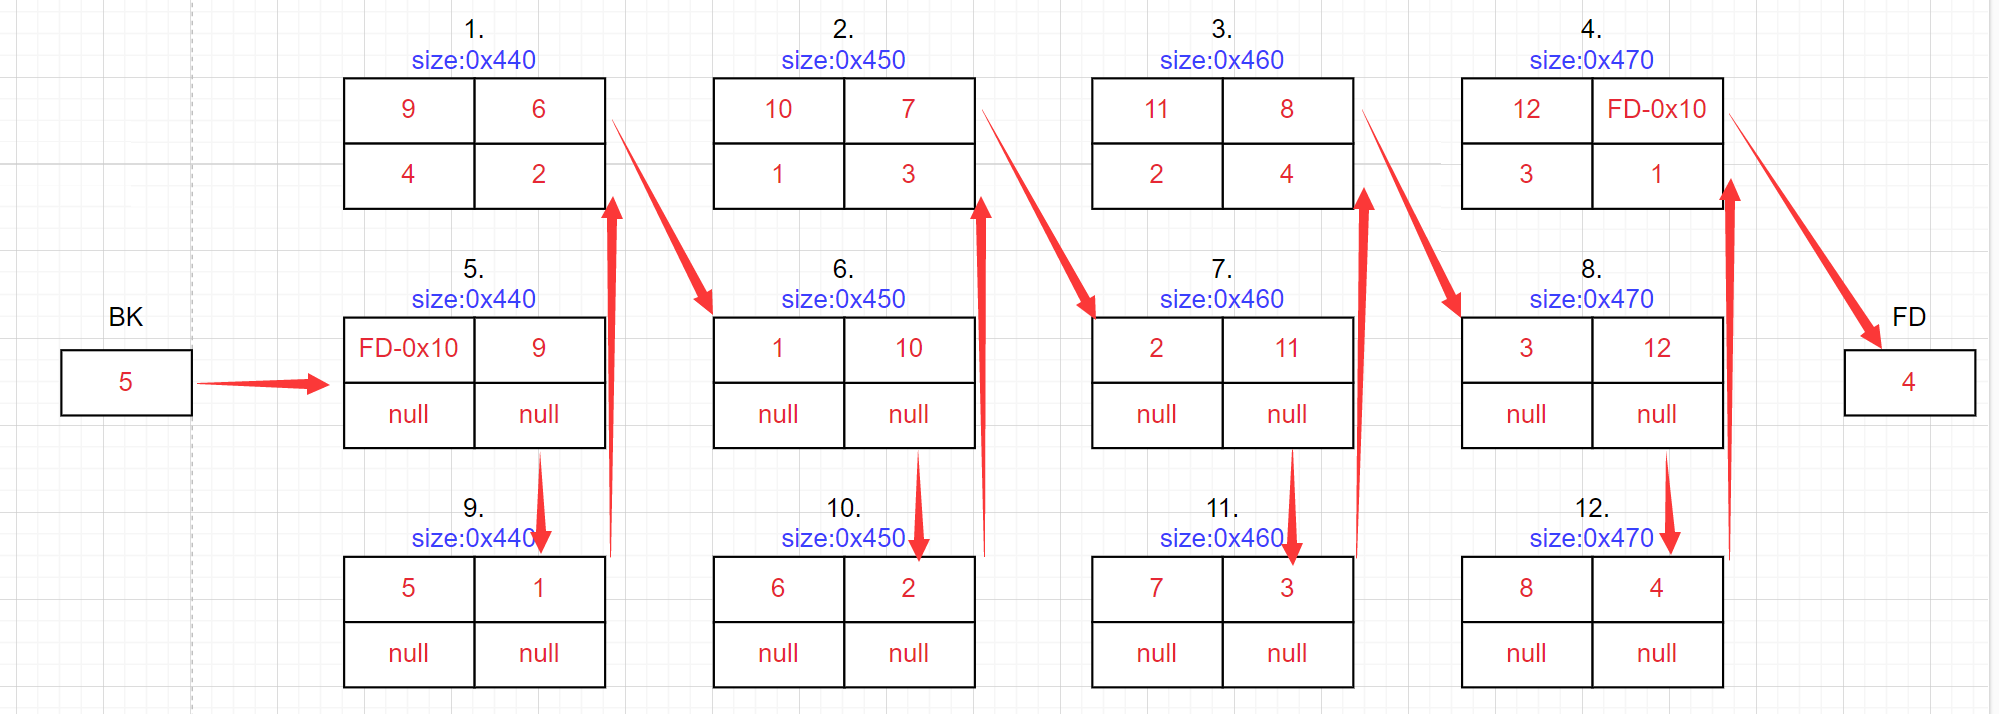 1.
size:0x440
9 6
4 2
2.
size:0x450
10 7
1 3
3.
size:0x460
11 8
2 4
4.
size:0x470
12 FD-0x10
3 1
BK
5
5.
size:0x440
FD-0x10 9
null null
6.
size:0x450
1 10
null null
7.
size:0x460
2 11
null null
8.
size:0x470
3 12
null null
FD
4
9.
size:0x440
5 1
null null
10.
size:0x450
6 2
null null
11.
size:0x460
7 3
null null
12.
size:0x470
8 4
null null